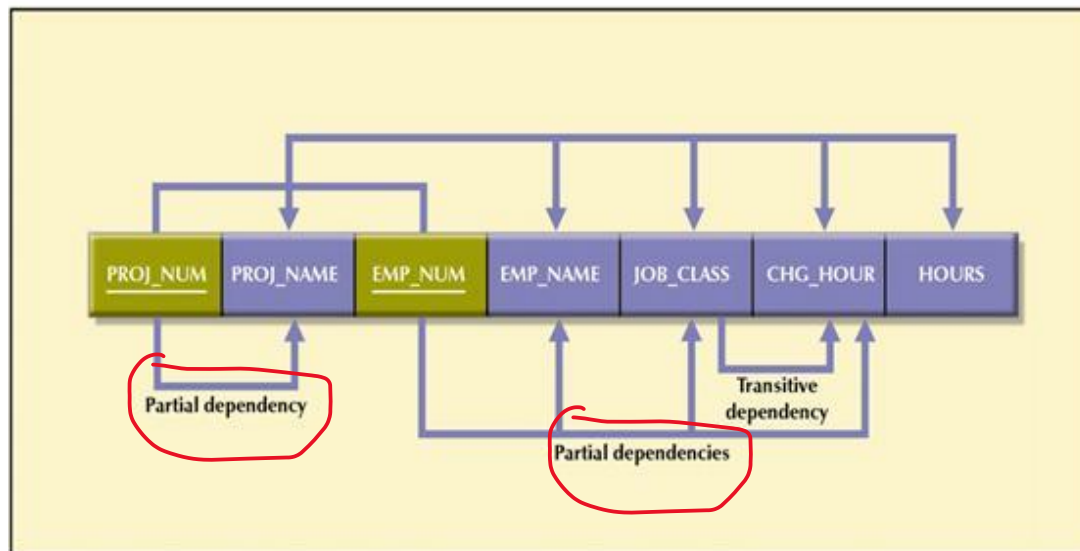 PROJ_NUM PROJ_NAME EMP_NUM EMP_NAME JOB_CLASS CHG_HOUR HOURS
Partial dependency
Transitive
dependency
Partial dependencies